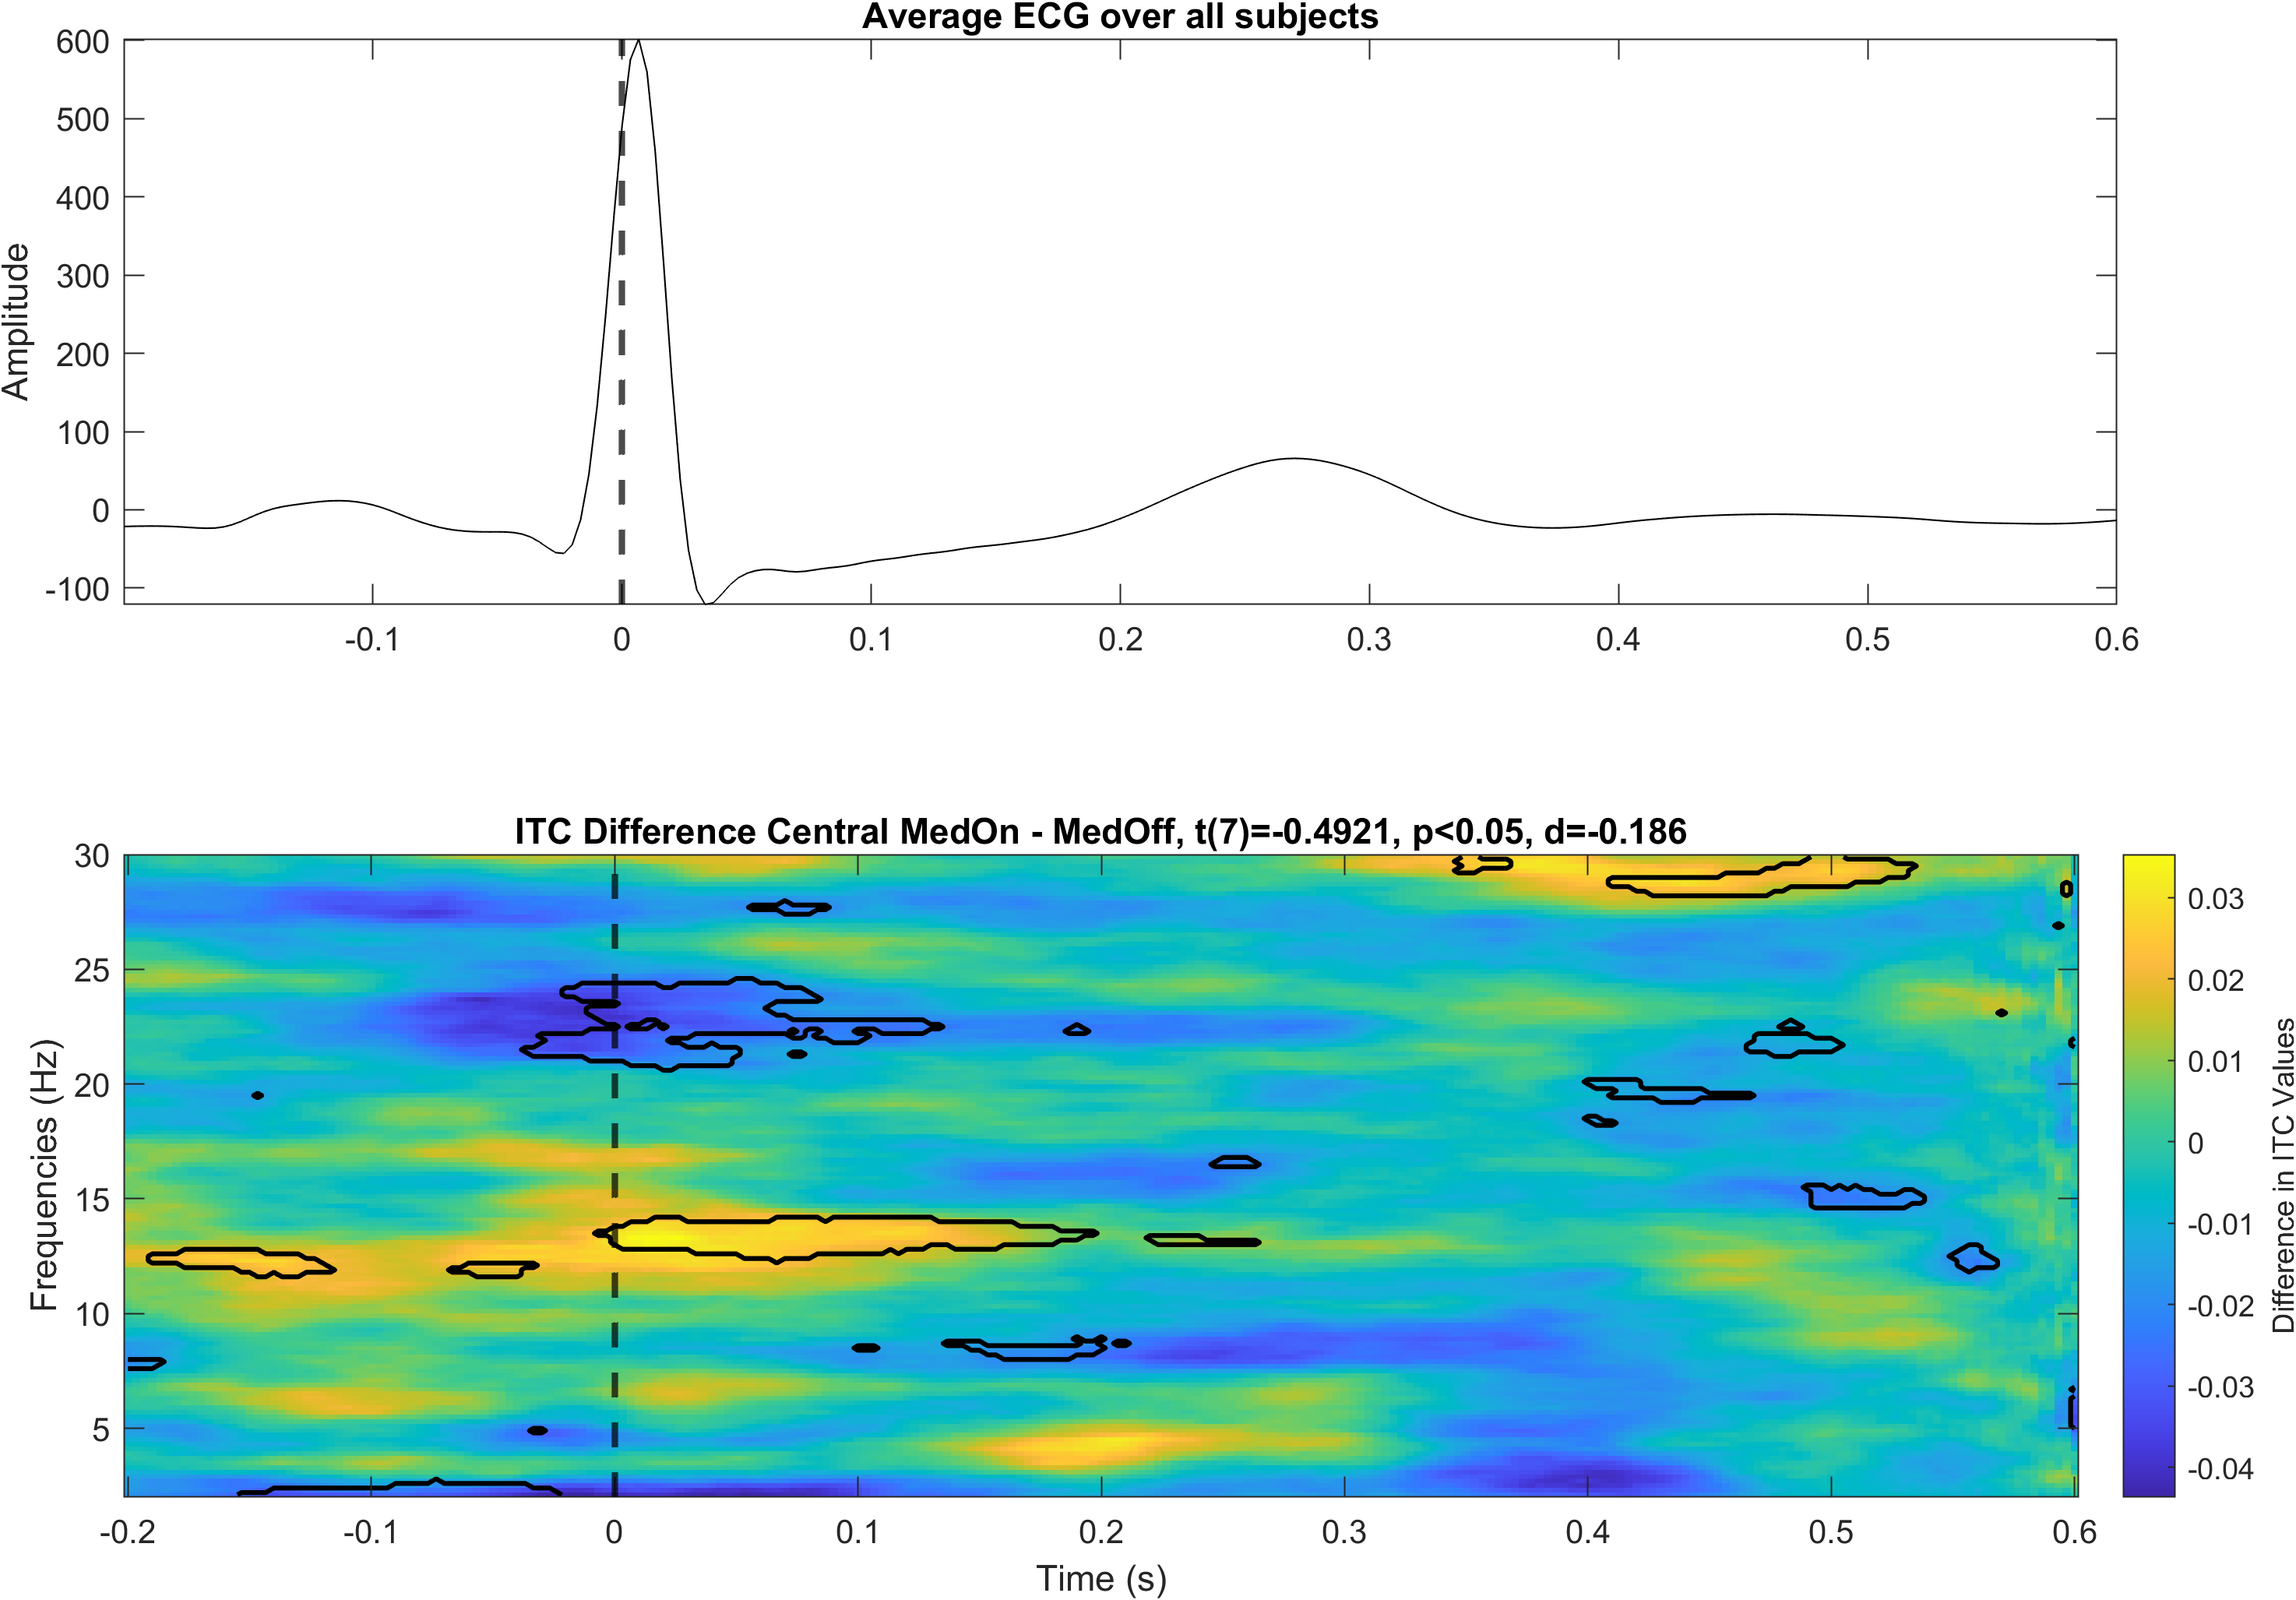 Average ECG over all subjects
600
500
400
300
200
100
0
-100
Amplitude
-0.1 0 0.1 0.2 0.3 0.4 0.5 0.6
ITC Difference Central MedOn - MedOff, t(7)=-0.4921, p<0.05, d=-0.186
30
25
20
15
10
5
Frequencies (Hz)
-0.2 -0.1 0 0.1 0.2 0.3 0.4 0.5 0.6
Time (s)
0.03
0.02
0.01
0
-0.01
-0.02
-0.03
-0.04
Difference in ITC Values